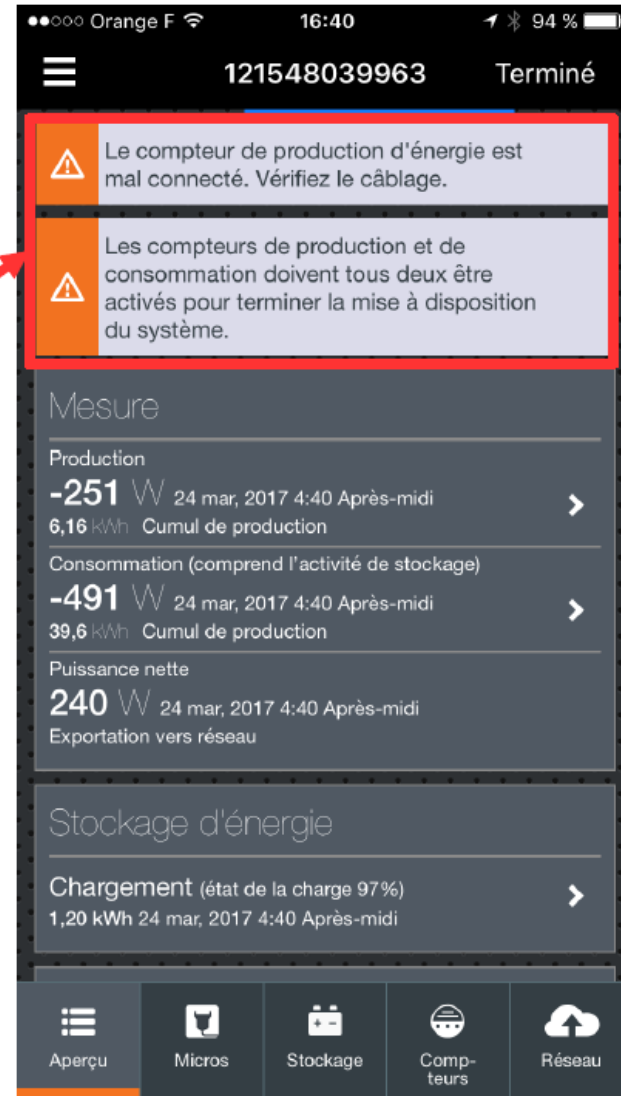 Orange F 16:40 94 %
121548039963 Terminé
Le compteur de production d'énergie est
mal connecté. Vérifiez le câblage.
Les compteurs de production et de
consommation doivent tous deux être
activés pour terminer la mise à disposition
du système.
Mesure
Production
-251 W 24 mar, 2017 4:40 Après-midi
6,16 kWh Cumul de production
Consommation (comprend l'activité de stockage)
-491 W 24 mar, 2017 4:40 Après-midi
39,6 kWh Cumul de production
Puissance nette
240 W 24 mar, 2017 4:40 Après-midi
Exportation vers réseau
Stockage d'énergie
Chargement (état de la charge 97%)
1,20 kWh 24 mar, 2017 4:40 Après-midi
Aperçu Micros Stockage Comp- Réseau
teurs